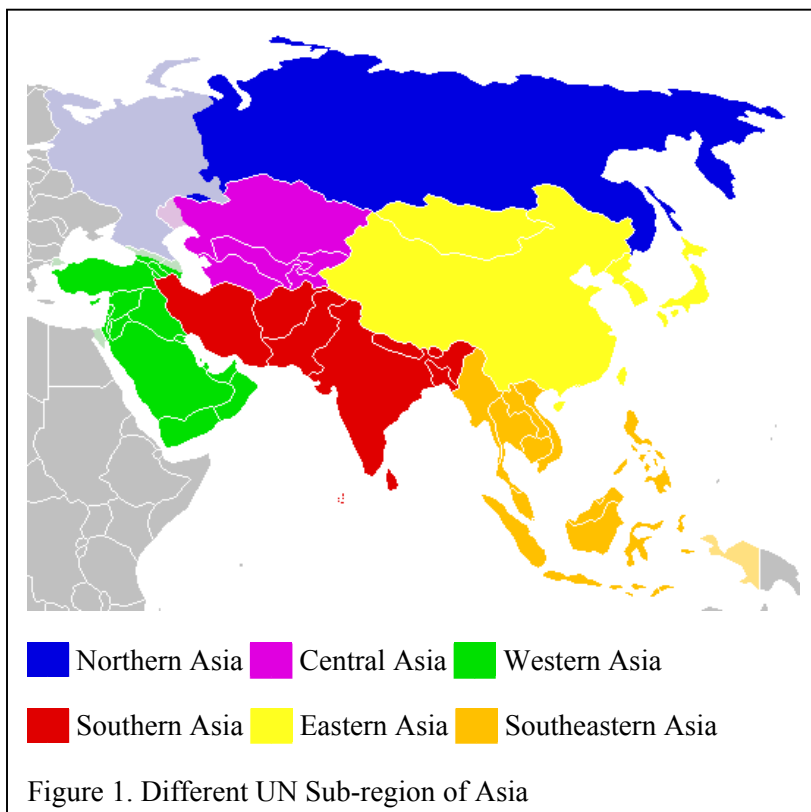 Northern Asia Central Asia Western Asia
Southern Asia Eastern Asia Southeastern Asia
Figure 1. Different UN Sub-region of Asia